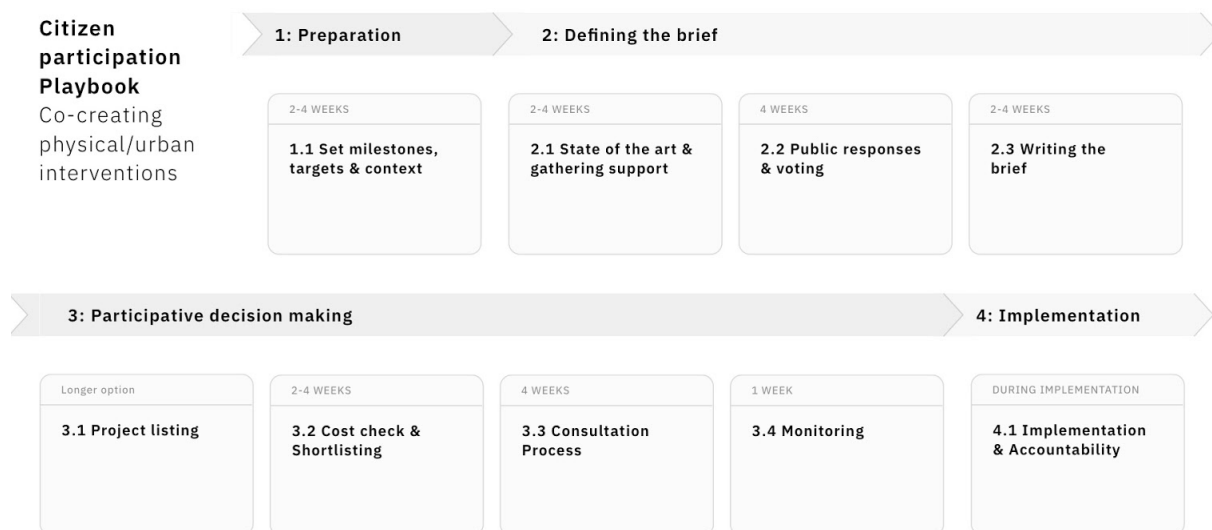 Citizen
participation
Playbook
Co-creating
physical/urban
interventions
1: Preparation
2: Defining the brief
2-4 WEEKS
1.1 Set milestones,
targets & context
2-4 WEEKS
2.1 State of the art &
gathering support
4 WEEKS
2.2 Public responses
& voting
2-4 WEEKS
2.3 Writing the
brief
3: Participative decision making
4: Implementation
Longer option
3.1 Project listing
2-4 WEEKS
3.2 Cost check &
Shortlisting
4 WEEKS
3.3 Consultation
Process
1 WEEK
3.4 Monitoring
DURING IMPLEMENTATION
4.1 Implementation
& Accountability